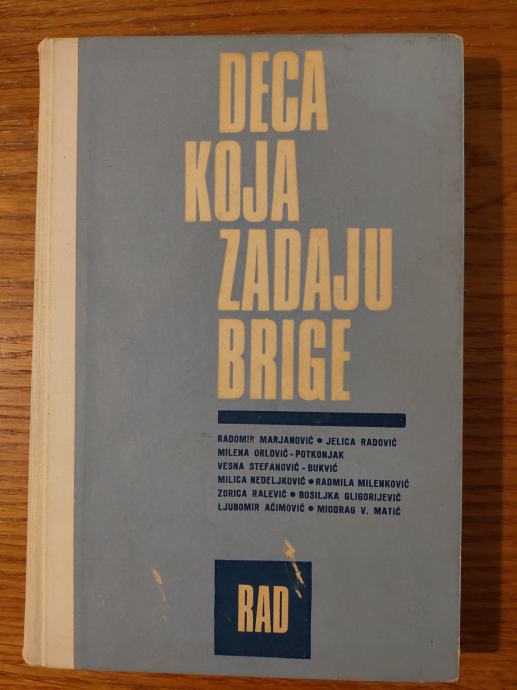 DECA
KOJA
ZADAJU
BRIGE
RADOMIR MARJANOVIĆ • JELICA RADOVIĆ
MILENA ORLOVIĆ - POTKONJAK
VESNA STEFANOVIĆ - BUKVIĆ
MILICA NEDELJKOVIĆ • RADMILA MILENKOVIĆ
ZORICA RALEVIĆ • BOSILJKA GLIGORIJEVIĆ
LJUBOMIR AĆIMOVIĆ • MIODRAG V. MATIĆ
RAD